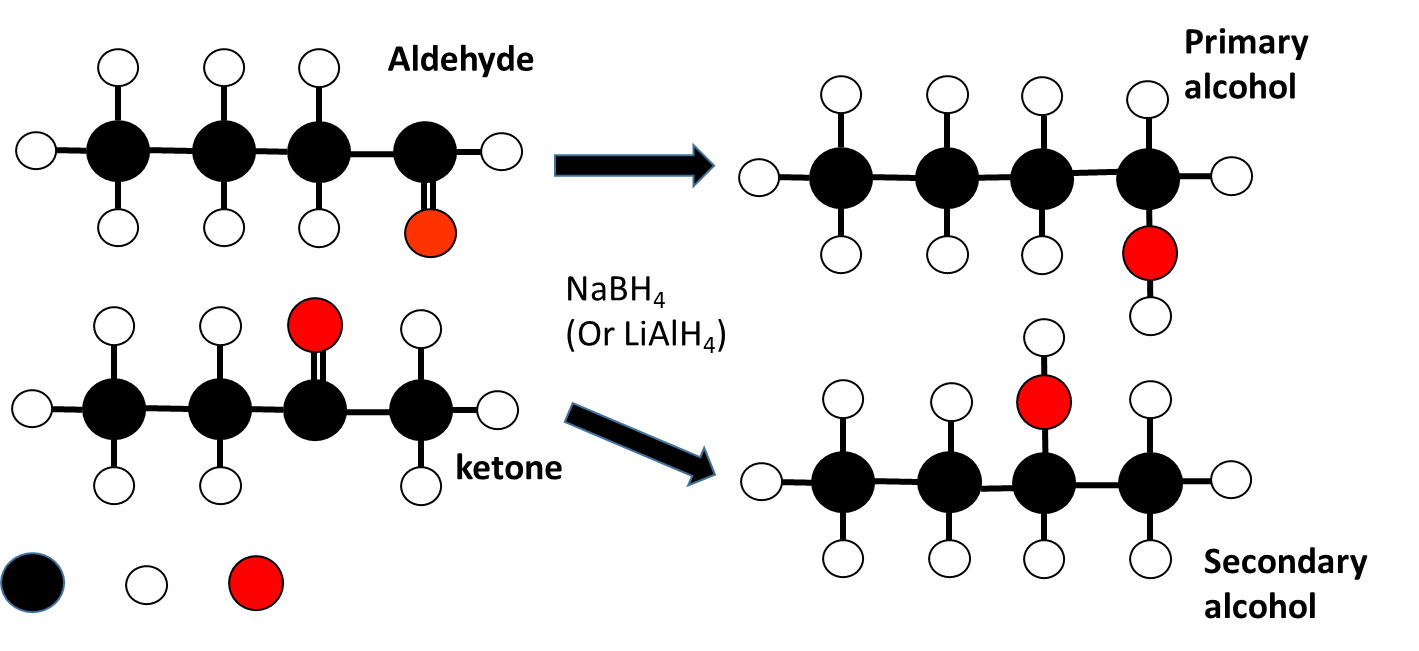 Aldehyde
Primary
alcohol
NaBH₄
(Or LiAlH₄)
ketone
Secondary
alcohol